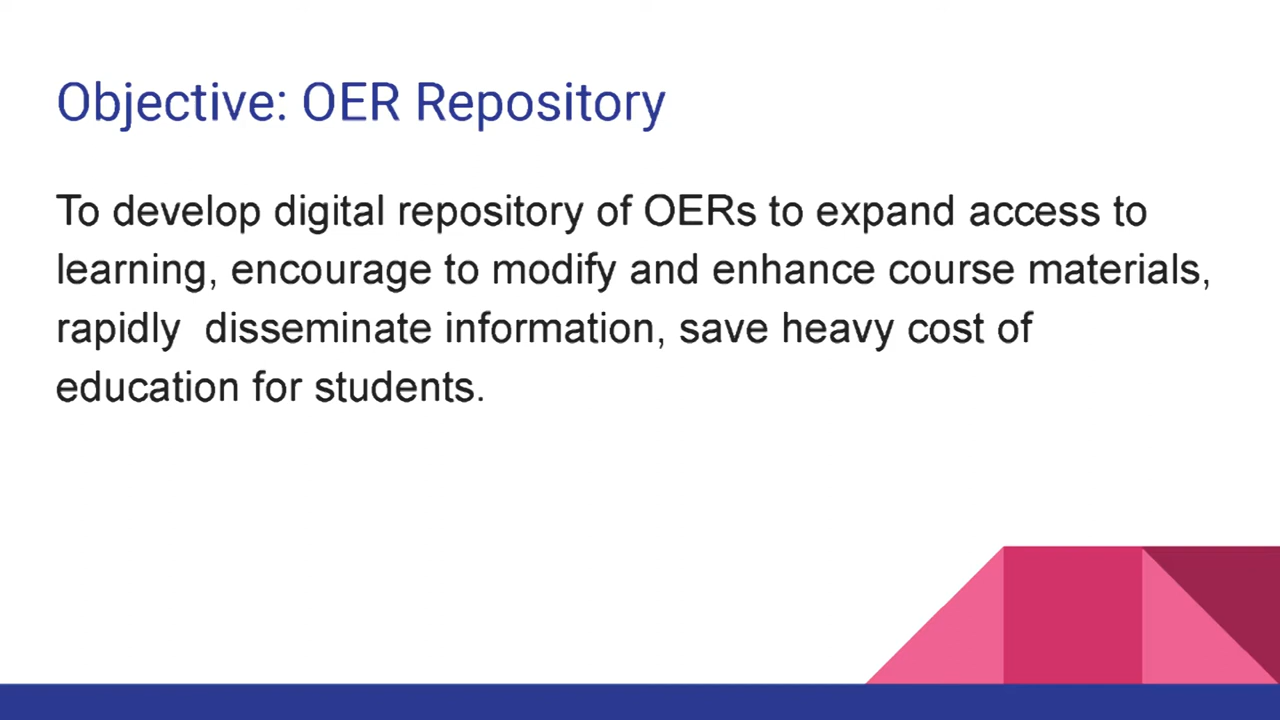 Objective: OER Repository
To develop digital repository of OERs to expand access to
learning, encourage to modify and enhance course materials,
rapidly  disseminate information, save heavy cost of
education for students.